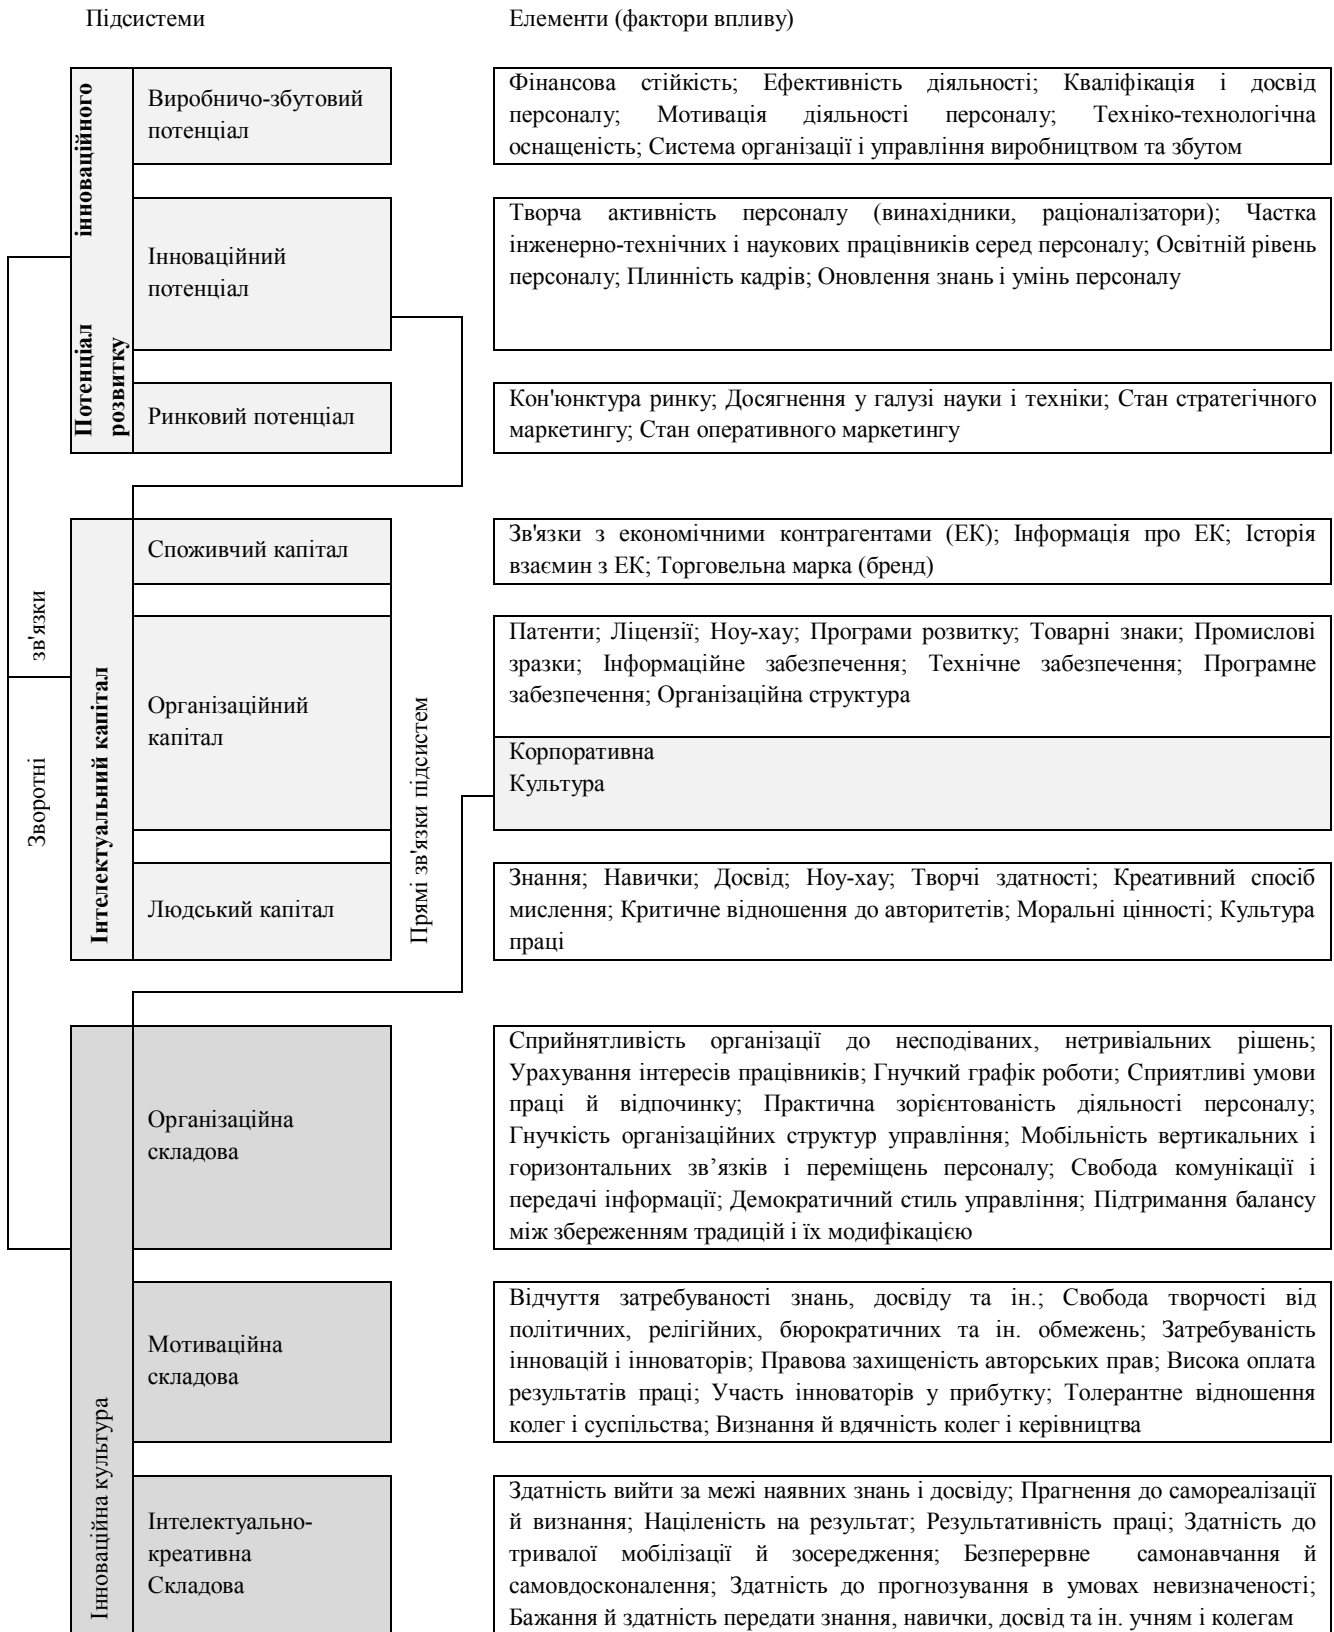 Підсистеми
Елементи (фактори впливу)
Потенціал інноваційного
розвитку
Виробничо-збутовий
потенціал
Фінансова стійкість; Ефективність діяльності; Кваліфікація і досвід
персоналу; Мотивація діяльності персоналу; Техніко-технологічна
оснащеність; Система організації і управління виробництвом та збутом
Інноваційний
потенціал
Творча активність персоналу (винахідники, раціоналізатори); Частка
інженерно-технічних і наукових працівників серед персоналу; Освітній рівень
персоналу; Плинність кадрів; Оновлення знань і умінь персоналу
Ринковий потенціал
Кон'юнктура ринку; Досягнення у галузі науки і техніки; Стан стратегічного
маркетингу; Стан оперативного маркетингу
Зворотні зв'язки
Інтелектуальний капітал
Споживчий капітал
Зв'язки з економічними контрагентами (ЕК); Інформація про ЕК; Історія
взаємин з ЕК; Торговельна марка (бренд)
Організаційний
капітал
Прямі зв'язки підсистем
Патенти; Ліцензії; Ноу-хау; Програми розвитку; Товарні знаки; Промислові
зразки; Інформаційне забезпечення; Технічне забезпечення; Програмне
забезпечення; Організаційна структура
Корпоративна
Культура
Людський капітал
Знання; Навички; Досвід; Ноу-хау; Творчі здатності; Креативний спосіб
мислення; Критичне відношення до авторитетів; Моральні цінності; Культура
праці
Інноваційна культура
Організаційна
складова
Сприйнятливість організації до несподіваних, нетривіальних рішень;
Урахування інтересів працівників; Гнучкий графік роботи; Сприятливі умови
праці й відпочинку; Практична зорієнтованість діяльності персоналу;
Гнучкість організаційних структур управління; Мобільність вертикальних і
горизонтальних зв’язків і переміщень персоналу; Свобода комунікації і
передачі інформації; Демократичний стиль управління; Підтримання балансу
між збереженням традицій і їх модифікацією
Мотиваційна
складова
Відчуття затребуваності знань, досвіду та ін.; Свобода творчості від
політичних, релігійних, бюрократичних та ін. обмежень; Затребуваність
інновацій і інноваторів; Правова захищеність авторських прав; Висока оплата
результатів праці; Участь інноваторів у прибутку; Толерантне відношення
колег і суспільства; Визнання й вдячність колег і керівництва
Інтелектуально-
креативна
Складова
Здатність вийти за межі наявних знань і досвіду; Прагнення до самореалізації
й визнання; Націленість на результат; Результативність праці; Здатність до
тривалої мобілізації й зосередження; Безперервне самонавчання й
самовдосконалення; Здатність до прогнозування в умовах невизначеності;
Бажання й здатність передати знання, навички, досвід та ін. учням і колегам